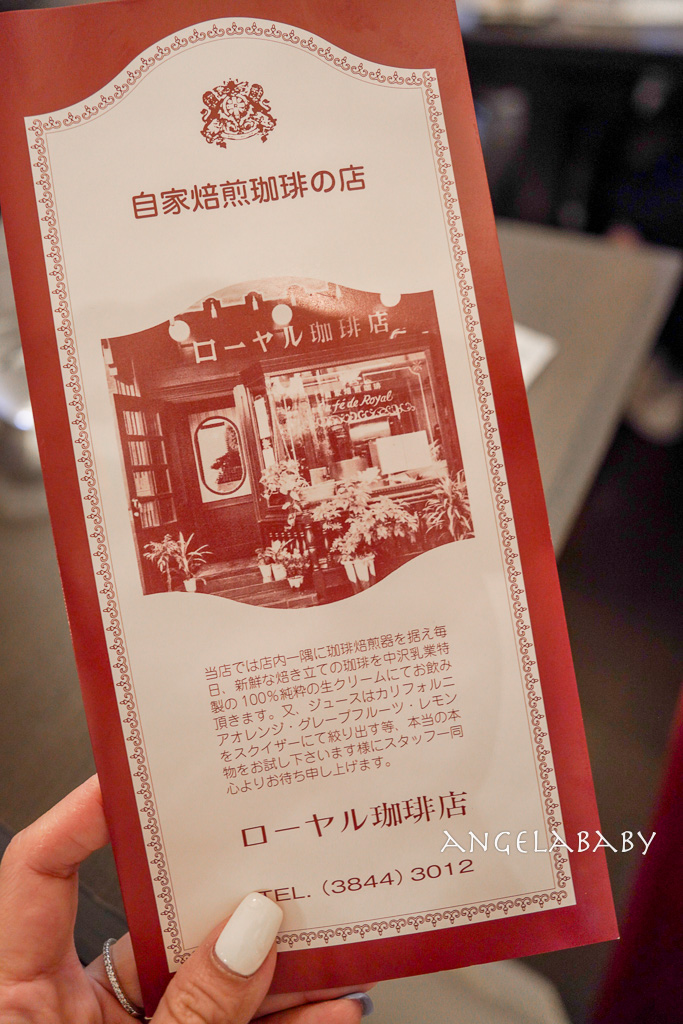 自家焙煎珈琲の店
ローヤル珈琲店
fé de Royal
当店では店内一隅に珈琲焙煎器を据え毎
日、新鮮な焙き立ての珈琲を中沢乳業特
製の100%純粋の生クリームにてお飲み
頂きます。又、ジュースはカリフォルニ
アオレンジ・グレープフルーツ・レモン
をスクイザーにて絞り出す等、本当の本
物をお試し下さいます様にスタッフ一同
心よりお待ち申し上げます。
ローヤル珈琲店
ANGELABABY
TEL. (3844) 3012